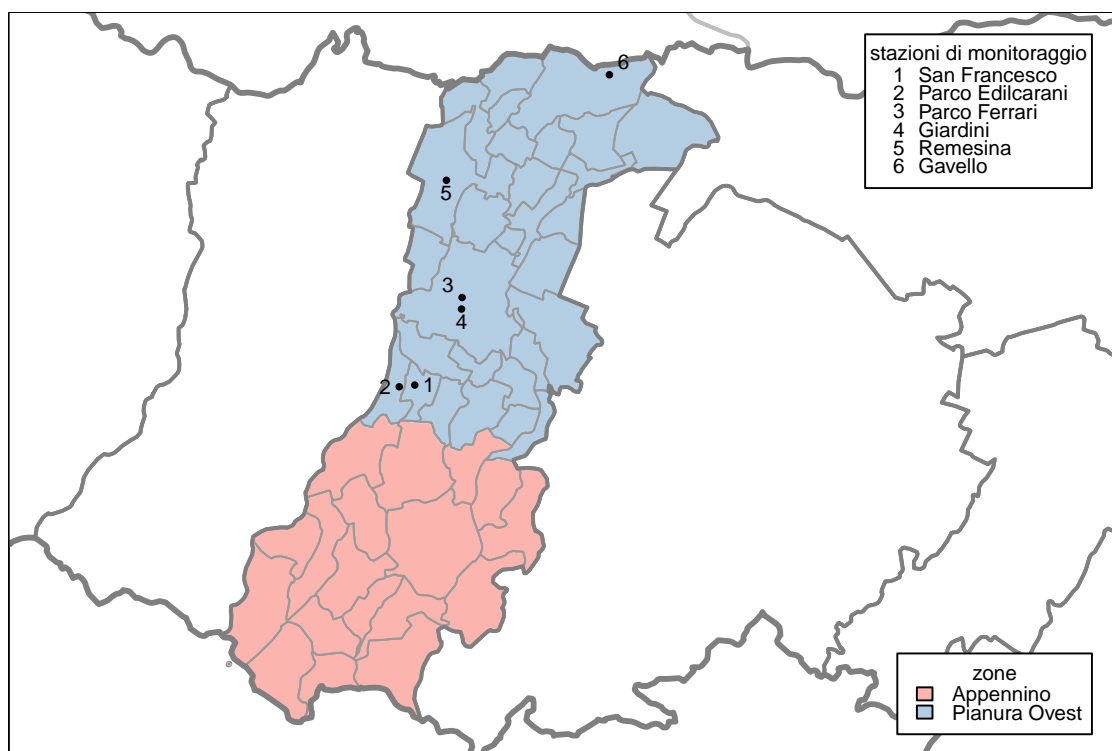 6
5
3
4
2
1
stazioni di monitoraggio
1 San Francesco
2 Parco Edilcarani
3 Parco Ferrari
4 Giardini
5 Remesina
6 Gavello
zone
Appennino
Pianura Ovest